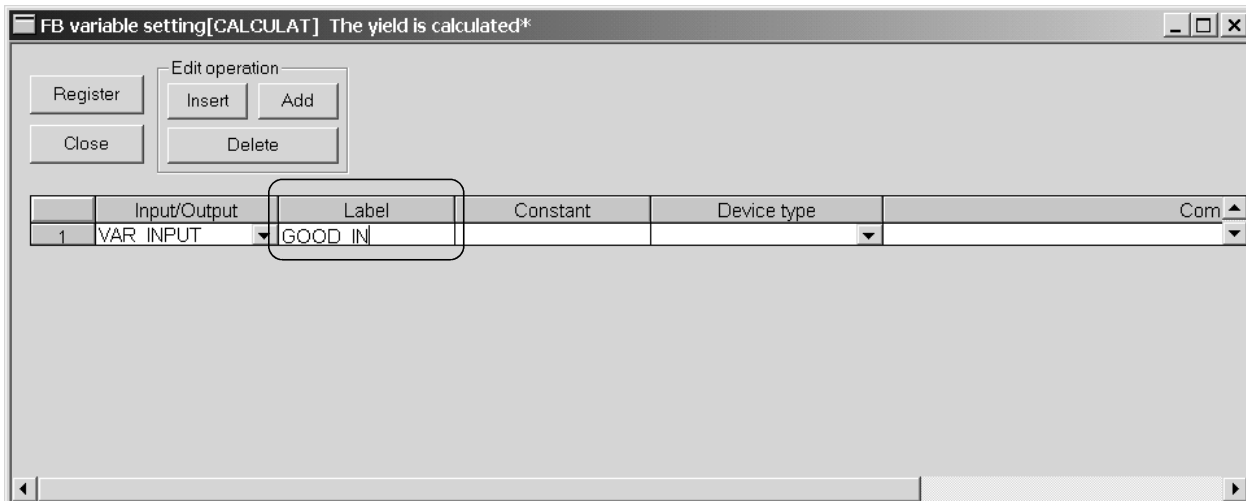 FB variable setting[CALCULAT] The yield is calculated*
Edit operation
Register
Insert
Add
Close
Delete
Input/Output Label Constant Device type Com
1 VAR_INPUT GOOD_IN